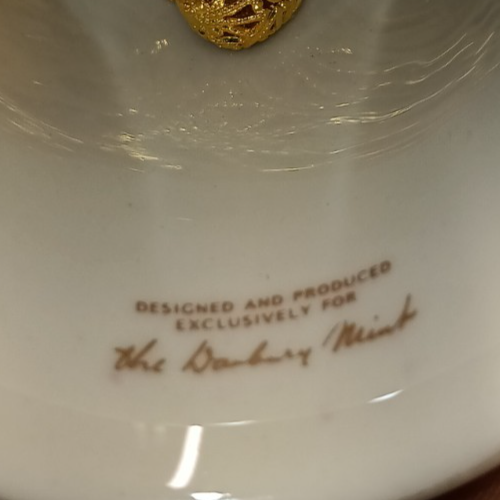 DESIGNED AND PRODUCED
EXCLUSIVELY FOR
the Danbury Mint